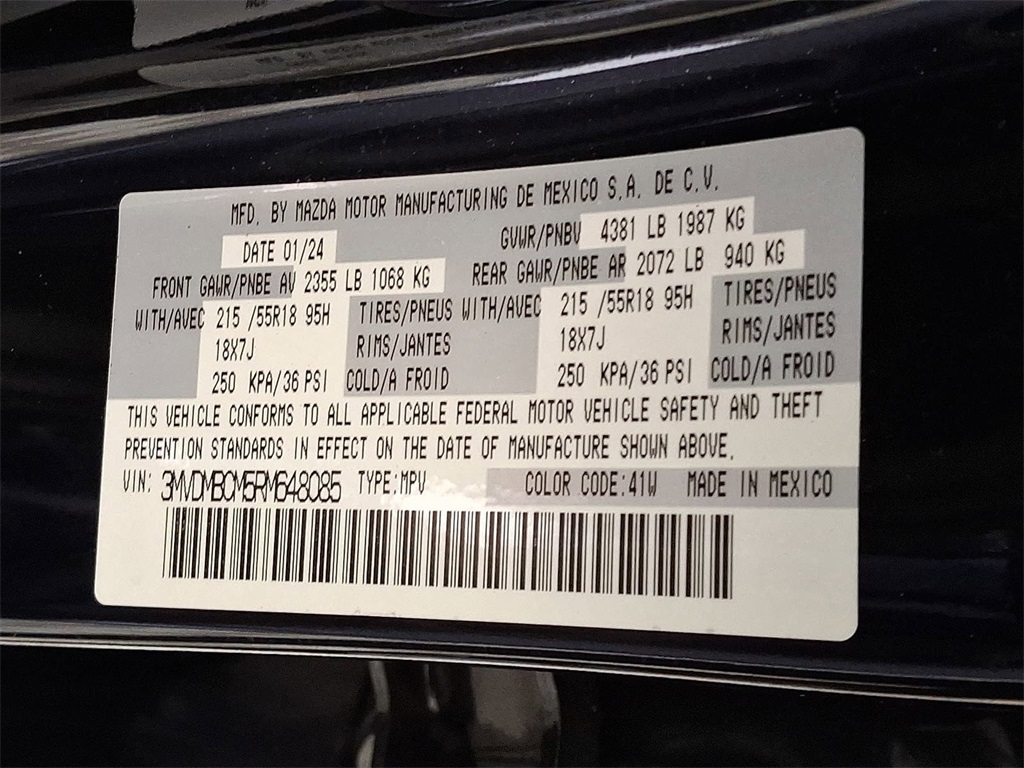 MFD. BY MAZDA MOTOR MANUFACTURING DE MEXICO S.A. DE C.V.
DATE 01/24 GVWR/PNBV 4381 LB 1987 KG
FRONT GAWR/PNBE AV 2355 LB 1068 KG REAR GAWR/PNBE AR 2072 LB 940 KG
WITH/AVEC 215 /55R18 95H TIRES/PNEUS WITH/AVEC 215 /55R18 95H TIRES/PNEUS
18X7J RIMS/JANTES 18X7J RIMS/JANTES
250 KPA/36 PSI COLD/A FROID 250 KPA/36 PSI COLD/A FROID
THIS VEHICLE CONFORMS TO ALL APPLICABLE FEDERAL MOTOR VEHICLE SAFETY AND THEFT
PREVENTION STANDARDS IN EFFECT ON THE DATE OF MANUFACTURE SHOWN ABOVE.
VIN: 3MVDMBCM5RM648085 TYPE:MPV COLOR CODE:41W MADE IN MEXICO